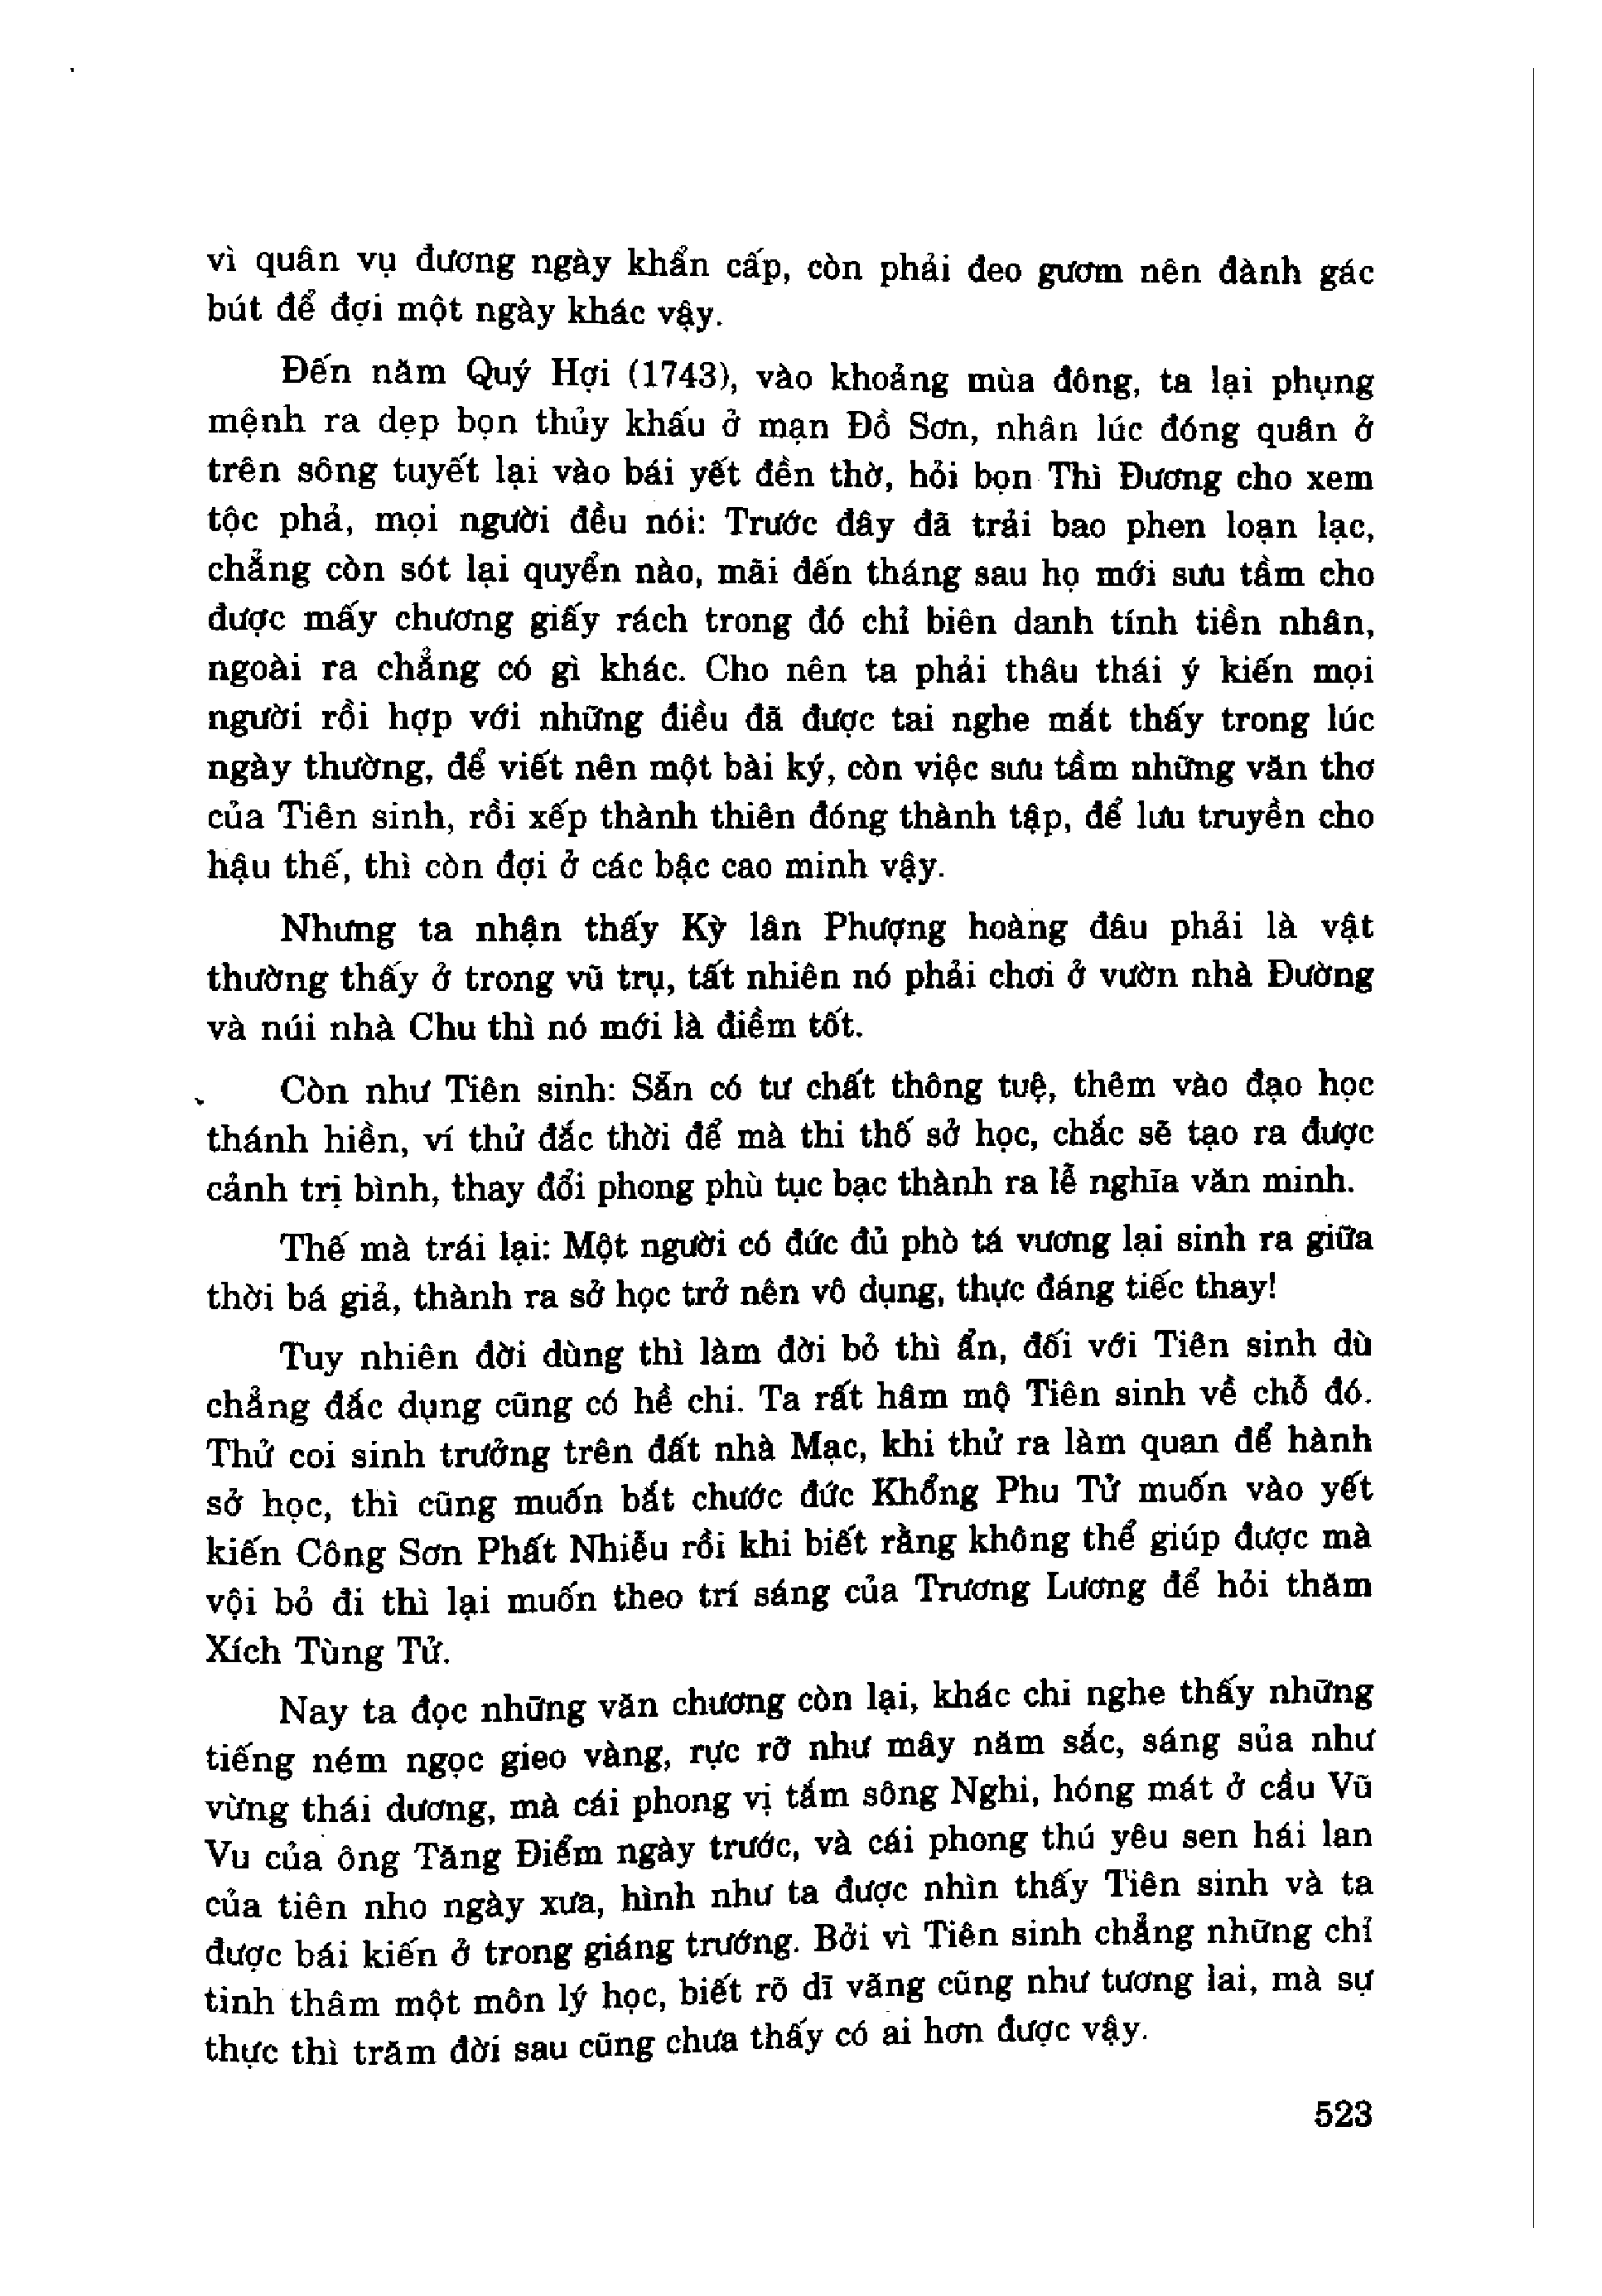 vì quân vụ đương ngày khẩn cấp, còn phải đeo gươm nên đành gác
bút để đợi một ngày khác vậy.
Đến năm Quý Hợi (1743), vào khoảng mùa đông, ta lại phụng
mệnh ra dẹp bọn thủy khấu ở mạn Đồ Sơn, nhân lúc đóng quân ở
trên sông tuyết lại vào bái yết đền thờ, hỏi bọn Thì Đương cho xem
tộc phả, mọi người đều nói: Trước đây đã trải bao phen loạn lạc,
chẳng còn sót lại quyển nào, mãi đến tháng sau họ mới sưu tầm cho
được mấy chương giấy rách trong đó chỉ biên danh tính tiền nhân,
ngoài ra chẳng có gì khác. Cho nên ta phải thâu thái ý kiến mọi
người rồi hợp với những điều đã được tai nghe mắt thấy trong lúc
ngày thường, để viết nên một bài ký, còn việc sưu tầm những văn thơ
của Tiên sinh, rồi xếp thành thiên đóng thành tập, để lưu truyền cho
hậu thế, thì còn đợi ở các bậc cao minh vậy.
Nhưng ta nhận thấy Kỳ lân Phượng hoàng đâu phải là vật
thường thấy ở trong vũ trụ, tất nhiên nó phải chơi ở vườn nhà Đường
và núi nhà Chu thì nó mới là điềm tốt.
Còn như Tiên sinh: Sẵn có tư chất thông tuệ, thêm vào đạo học
thánh hiền, ví thử đắc thời để mà thi thố sở học, chắc sẽ tạo ra được
cảnh trị bình, thay đổi phong phù tục bạc thành ra lễ nghĩa văn minh.
Thế mà trái lại: Một người có đức đủ phò tá vương lại sinh ra giữa
thời bá giả, thành ra sở học trở nên vô dụng, thực đáng tiếc thay!
Tuy nhiên đời dùng thì làm đời bỏ thì ẩn, đối với Tiên sinh dù
chẳng đắc dụng cũng có hề chi. Ta rất hâm mộ Tiên sinh về chỗ đó.
Thử coi sinh trưởng trên đất nhà Mạc, khi thử ra làm quan để hành
sở học, thì cũng muốn bắt chước đức Khổng Phu Tử muốn vào yết
kiến Công Sơn Phất Nhiễu rồi khi biết rằng không thể giúp được mà
vội bỏ đi thì lại muốn theo trí sáng của Trương Lương để hỏi thăm
Xích Tùng Tử.
Nay ta đọc những văn chương còn lại, khác chi nghe thấy những
tiếng ném ngọc gieo vàng, rực rỡ như mây năm sắc, sáng sủa như
vừng thái dương, mà cái phong vị tắm sông Nghi, hóng mát ở cầu Vũ
Vu của ông Tăng Điểm ngày trước, và cái phong thú yêu sen hái lan
của tiên nho ngày xưa, hình như ta được nhìn thấy Tiên sinh và ta
được bái kiến ở trong giáng trướng. Bởi vì Tiên sinh chẳng những chỉ
tinh thâm một môn lý học, biết rõ dĩ vãng cũng như tương lai, mà sự
thực thì trăm đời sau cũng chưa thấy có ai hơn được vậy.
523